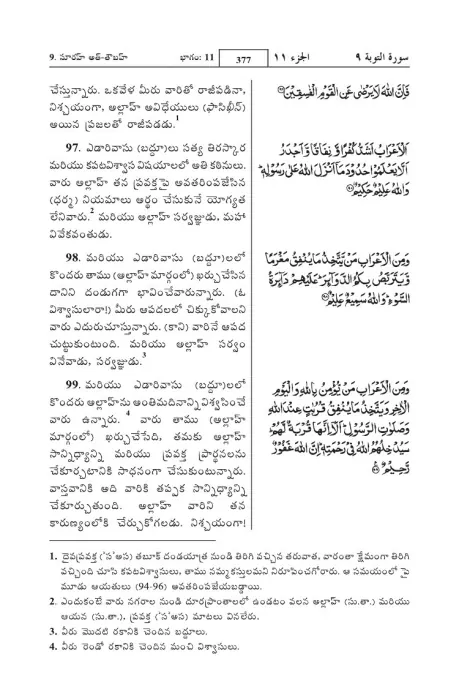 9. సూరహ్ అత్-తౌబహ్ భాగం: 11 377 الجزء ١١ سورة التوبة ٩
చేస్తున్నారు. ఒకవేళ మీరు వారితో రాజీపడినా,
నిశ్చయంగా, అల్లాహ్ అవిధేయులు (ఫాసిఖీన్)
అయిన ప్రజలతో రాజీపడడు.1
97. ఎడారివాసు (బద్దూ)లు సత్య తిరస్కార
మరియు కపటవిశ్వాస విషయాలలో అతి కఠినులు.
వారు అల్లాహ్ తన ప్రవక్తపై అవతరింపజేసిన
(ధర్మ) నియమాలు అర్థం చేసుకునే యోగ్యత
లేనివారు.2 మరియు అల్లాహ్ సర్వజ్ఞుడు, మహా
వివేకవంతుడు.
98. మరియు ఎడారివాసు (బద్దూ)లలో
కొందరు తాము (అల్లాహ్ మార్గంలో) ఖర్చుచేసిన
దానిని దండుగగా భావించేవారున్నారు. (ఓ
విశ్వాసులారా!) మీరు ఆపదలలో చిక్కుకోవాలని
వారు ఎదురుచూస్తున్నారు. (కాని) వారినే ఆపద
చుట్టుకుంటుంది. మరియు అల్లాహ్ సర్వం
వినేవాడు, సర్వజ్ఞుడు.3
99. మరియు ఎడారివాసు (బద్దూ)లలో
కొందరు అల్లాహ్‌ను అంతిమదినాన్ని విశ్వసించే
వారు ఉన్నారు. 4 వారు తాము (అల్లాహ్
మార్గంలో) ఖర్చుచేసేది, తమకు అల్లాహ్
సాన్నిధ్యాన్ని మరియు ప్రవక్త ప్రార్థనలను
చేకూర్చటానికి సాధనంగా చేసుకుంటున్నారు.
వాస్తవానికి అది వారికి తప్పక సాన్నిధ్యాన్ని
చేకూర్చుతుంది. అల్లాహ్ వారిని తన
కారుణ్యంలోకి చేర్చుకోగలడు. నిశ్చయంగా!
فَإِنَّ اللَّهَ لَا يَرْضَىٰ عَنِ الْقَوْمِ الْفَاسِقِينَ ٩٦
الْأَعْرَابُ أَشَدُّ كُفْرًا وَنِفَاقًا وَأَجْدَرُ
أَلَّا يَعْلَمُوا حُدُودَ مَا أَنزَلَ اللَّهُ عَلَىٰ رَسُولِهِ
وَاللَّهُ عَلِيمٌ حَكِيمٌ ٩٧
وَمِنَ الْأَعْرَابِ مَن يَتَّخِذُ مَا يُنفِقُ مَغْرَمًا
وَيَتَرَبَّصُ بِكُمُ الدَّوَائِرَ عَلَيْهِمْ دَائِرَةُ
السَّوْءِ وَاللَّهُ سَمِيعٌ عَلِيمٌ ٩٨
وَمِنَ الْأَعْرَابِ مَن يُؤْمِنُ بِاللَّهِ وَالْيَوْمِ
الْآخِرِ وَيَتَّخِذُ مَا يُنفِقُ قُرُبَاتٍ عِندَ اللَّهِ
وَصَلَوَاتِ الرَّسُولِ أَلَا إِنَّهَا قُرْبَةٌ لَّهُمْ
سَيُدْخِلُهُمُ اللَّهُ فِي رَحْمَتِهِ إِنَّ اللَّهَ غَفُورٌ
رَّحِيمٌ ٩٩
1. దైవప్రవక్త ('స'అస) తబూక్ దండయాత్ర నుండి తిరిగి వచ్చిన తరువాత, వారంతా క్షేమంగా తిరిగి
వచ్చింది చూసి కపటవిశ్వాసులు, తాము నమ్మకస్తులమని నిరూపించగోరారు. ఆ సమయంలో పై
మూడు ఆయతులు (94-96) అవతరింపజేయబడ్డాయి.
2. ఎందుకంటే వారు నగరాల నుండి దూరప్రాంతాలలో ఉండటం వలన అల్లాహ్ (సు.తా.) మరియు
ఆయన (సు.తా.), ప్రవక్త ('స'అస) మాటలు వినలేరు.
3. వీరు మొదటి రకానికి చెందిన బద్దూలు.
4. వీరు రెండో రకానికి చెందిన మంచి విశ్వాసులు.